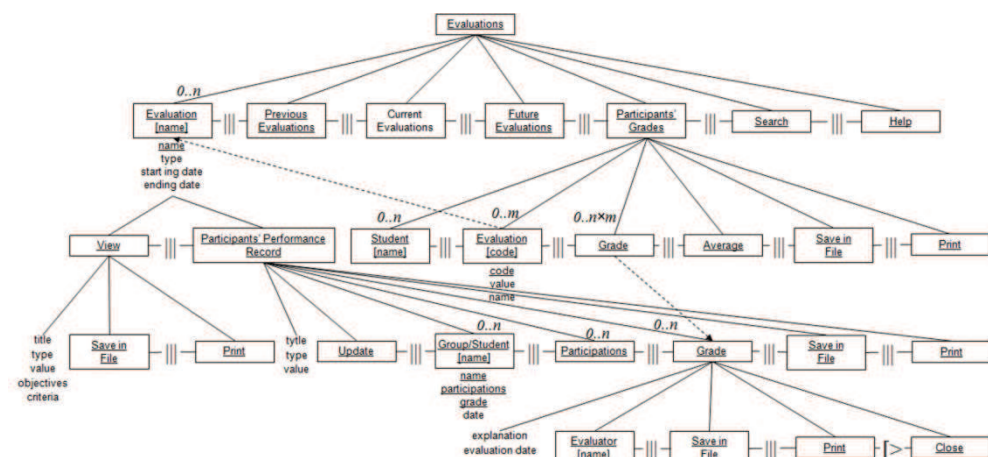 Evaluations
0..n
Evaluation
[name]
|||
Previous
Evaluations
|||
Current
Evaluations
|||
Future
Evaluations
|||
Participants'
Grades
|||
Search
|||
Help
name
type
start ing date
ending date
0..n
0..m
0..n×m
View
|||
Participants' Performance
Record
Student
[name]
|||
Evaluation
[code]
|||
Grade
|||
Average
|||
Save in
File
|||
Print
code
value
name
title
type
value
objectives
criteria
Save in
File
|||
Print
tytle
type
value
Update
|||
0..n
Group/Student
[name]
|||
0..n
Participations
|||
0..n
Grade
|||
Save in
File
|||
Print
name
participations
grade
date
explanation
evaluation date
Evaluator
[name]
|||
Save in
File
|||
Print
[>
Close